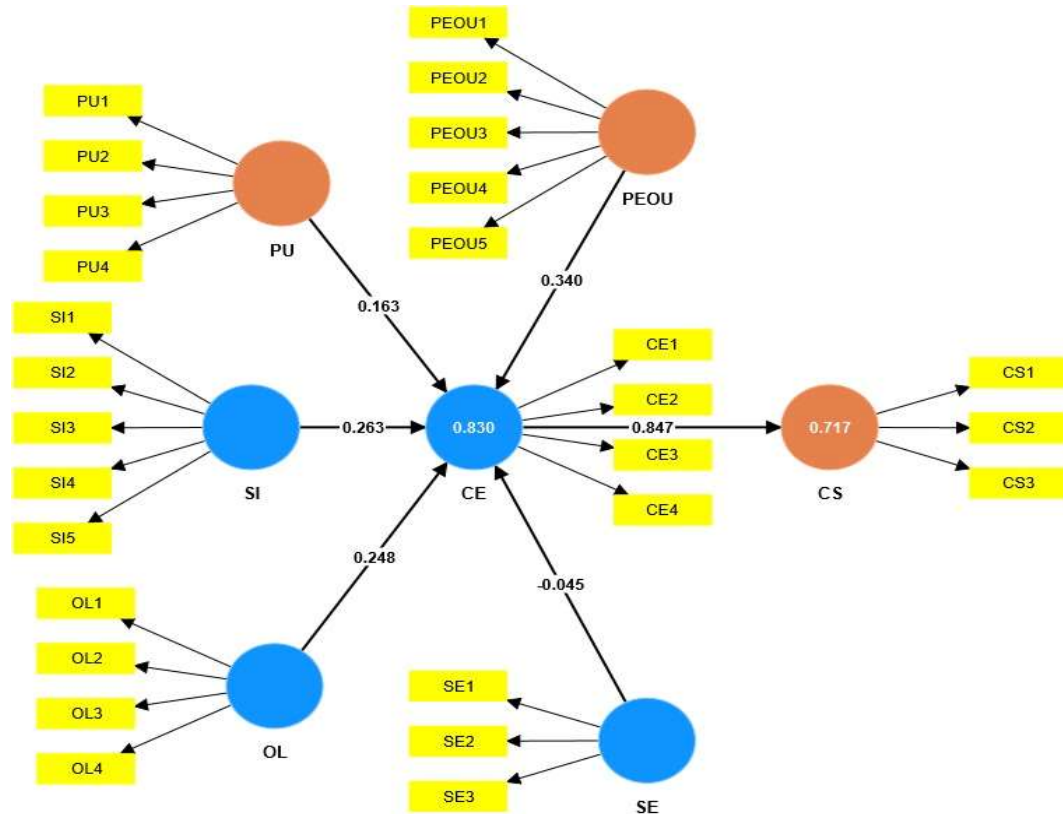 PEOU1
PEOU2
PEOU3
PEOU4
PEOU5
PEOU
PU1
PU2
PU3
PU4
PU
0.163
0.340
SI1
SI2
SI3
SI4
SI5
SI
0.263
0.830
CE
CE1
CE2
0.847
CE3
CE4
0.717
CS
CS1
CS2
CS3
0.248
-0.045
OL1
OL2
OL3
OL4
OL
SE1
SE2
SE3
SE